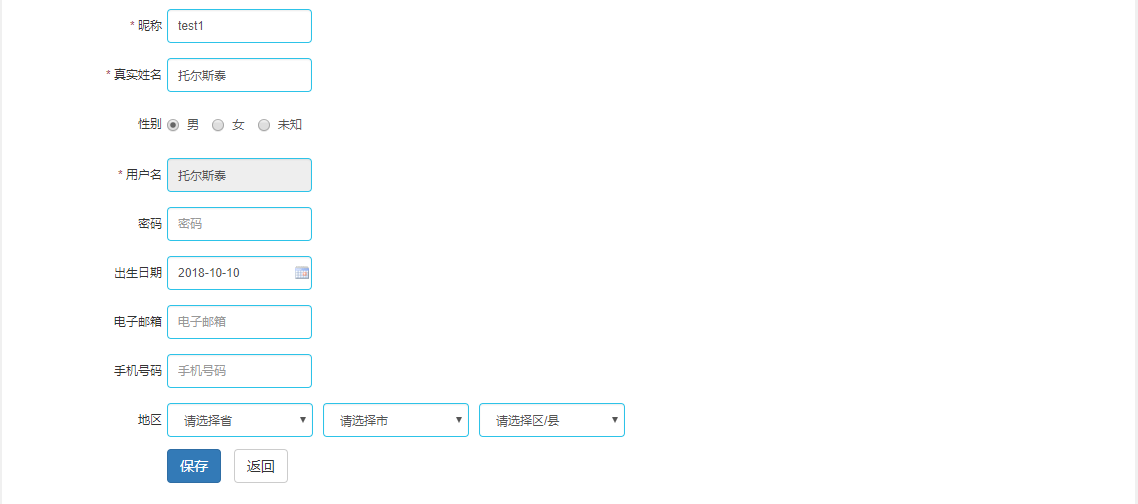 * 昵称 test1
* 真实姓名 托尔斯泰
性别 男 女 未知
* 用户名 托尔斯泰
密码 密码
出生日期 2018-10-10
电子邮箱 电子邮箱
手机号码 手机号码
地区 请选择省 请选择市 请选择区/县
保存 返回